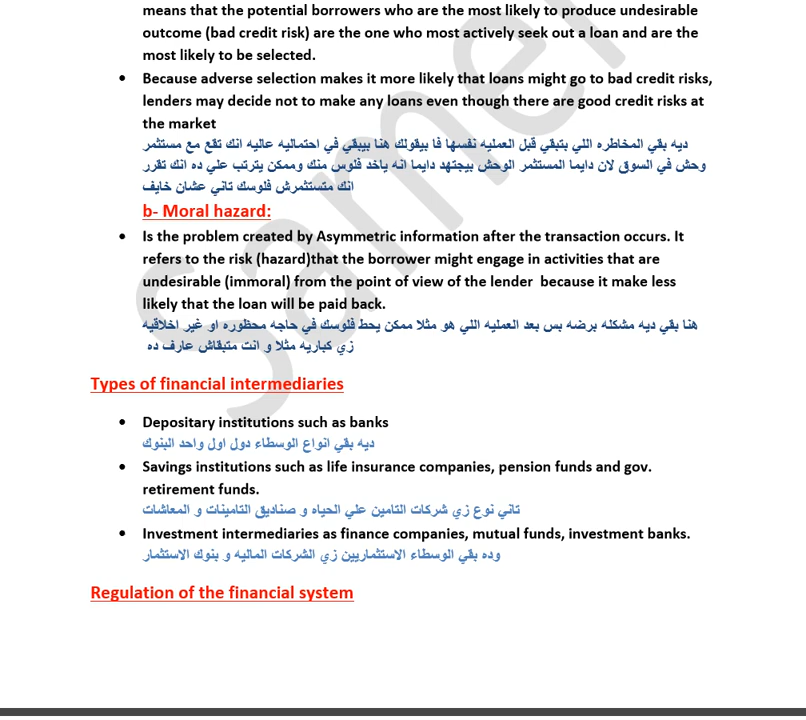 means that the potential borrowers who are the most likely to produce undesirable
outcome (bad credit risk) are the one who most actively seek out a loan and are the
most likely to be selected.
• Because adverse selection makes it more likely that loans might go to bad credit risks,
lenders may decide not to make any loans even though there are good credit risks at
the market
ديه بقي المخاطره اللي بتبقي قبل العمليه نفسها فا بيقولك هنا بيبقي في احتماليه عاليه انك تقع مع مستثمر
وحش في السوق لان دايما المستثمر الوحش بيجتهد دايما انه ياخد فلوس منك وممكن يترتب علي ده انك تقرر
انك متستثمرش فلوسك تاني عشان خايف
b- Moral hazard:
• Is the problem created by Asymmetric information after the transaction occurs. It
refers to the risk (hazard)that the borrower might engage in activities that are
undesirable (immoral) from the point of view of the lender because it make less
likely that the loan will be paid back.
هنا بقي ديه مشكله برضه بس بعد العمليه اللي هو مثلا ممكن يحط فلوسك في حاجه محظوره او غير اخلاقيه
زي كباريه مثلا و انت متبقاش عارف ده
Types of financial intermediaries
• Depositary institutions such as banks
ديه بقي انواع الوسطاء دول اول واحد البنوك
• Savings institutions such as life insurance companies, pension funds and gov.
retirement funds.
تاني نوع زي شركات التامين علي الحياه و صناديق التامينات و المعاشات
• Investment intermediaries as finance companies, mutual funds, investment banks.
وده بقي الوسطاء الاستثماريين زي الشركات الماليه و بنوك الاستثمار
Regulation of the financial system
Samer